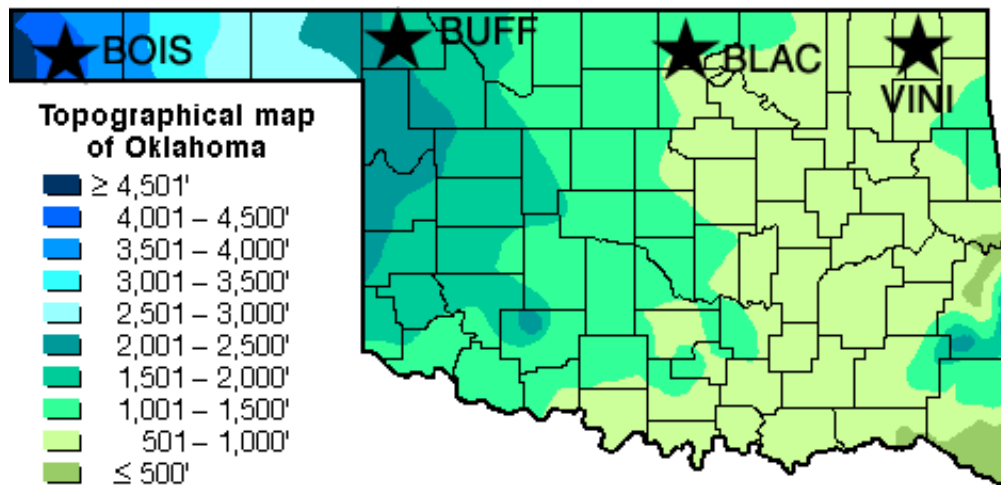 BOIS
BUFF
BLAC
VINI
Topographical map
of Oklahoma
≥ 4,501'
4,001 – 4,500'
3,501 – 4,000'
3,001 – 3,500'
2,501 – 3,000'
2,001 – 2,500'
1,501 – 2,000'
1,001 – 1,500'
501 – 1,000'
≤ 500'